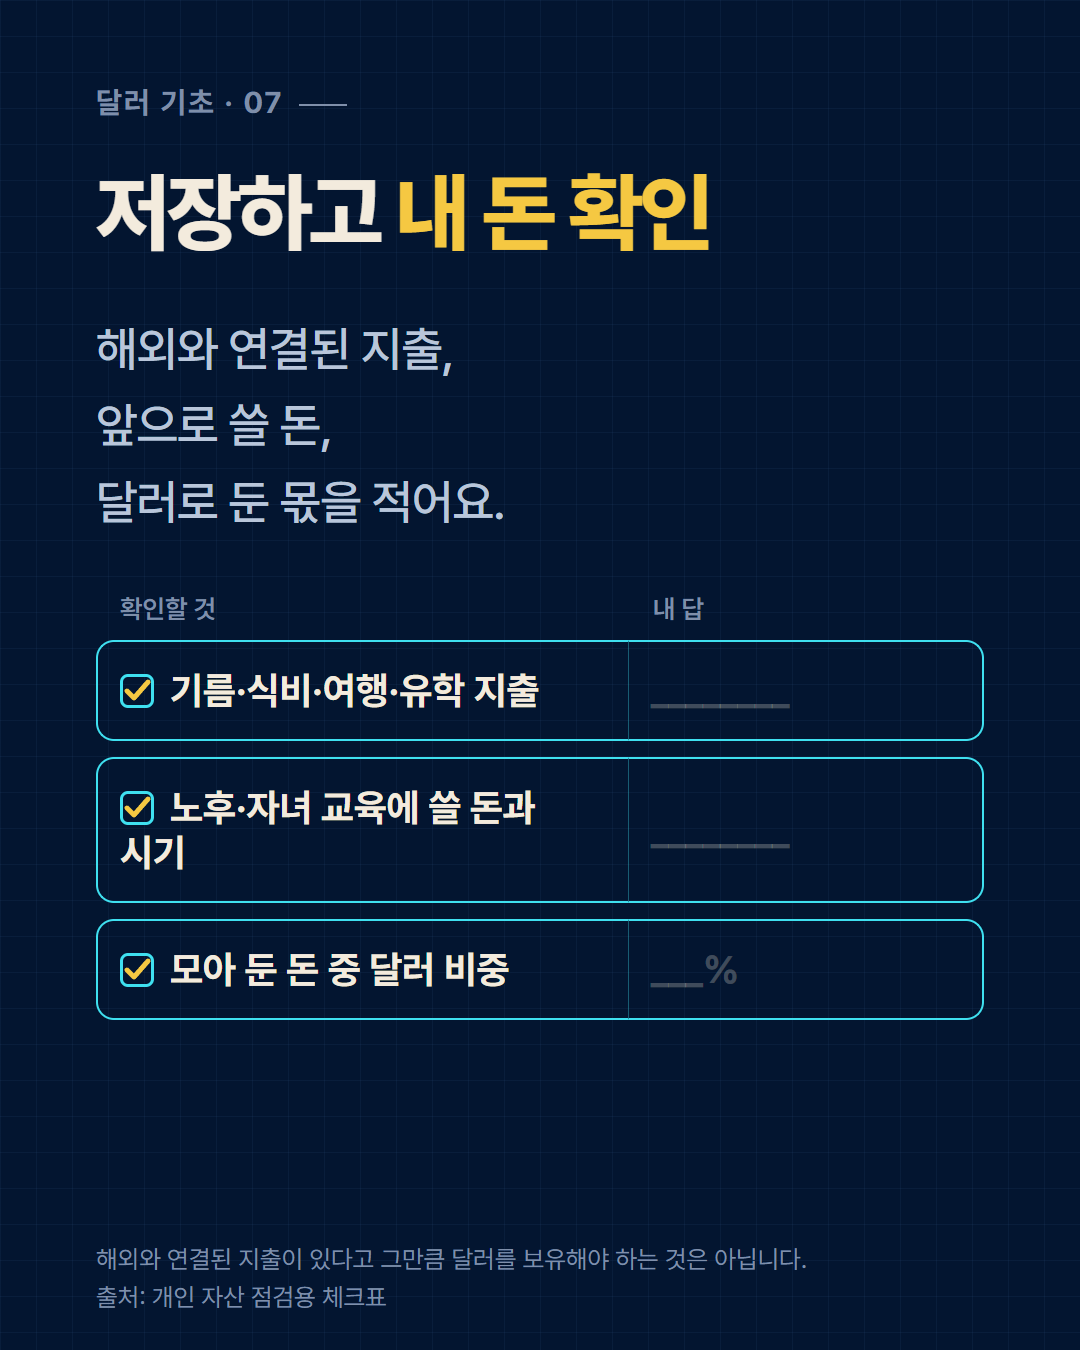 달러 기초 · 07
저장하고 내 돈 확인
해외와 연결된 지출,
앞으로 쓸 돈,
달러로 둔 몫을 적어요.
확인할 것 내 답
기름·식비·여행·유학 지출 ________
노후·자녀 교육에 쓸 돈과
시기 ________
모아 둔 돈 중 달러 비중 ___%
해외와 연결된 지출이 있다고 그만큼 달러를 보유해야 하는 것은 아닙니다.
출처: 개인 자산 점검용 체크표